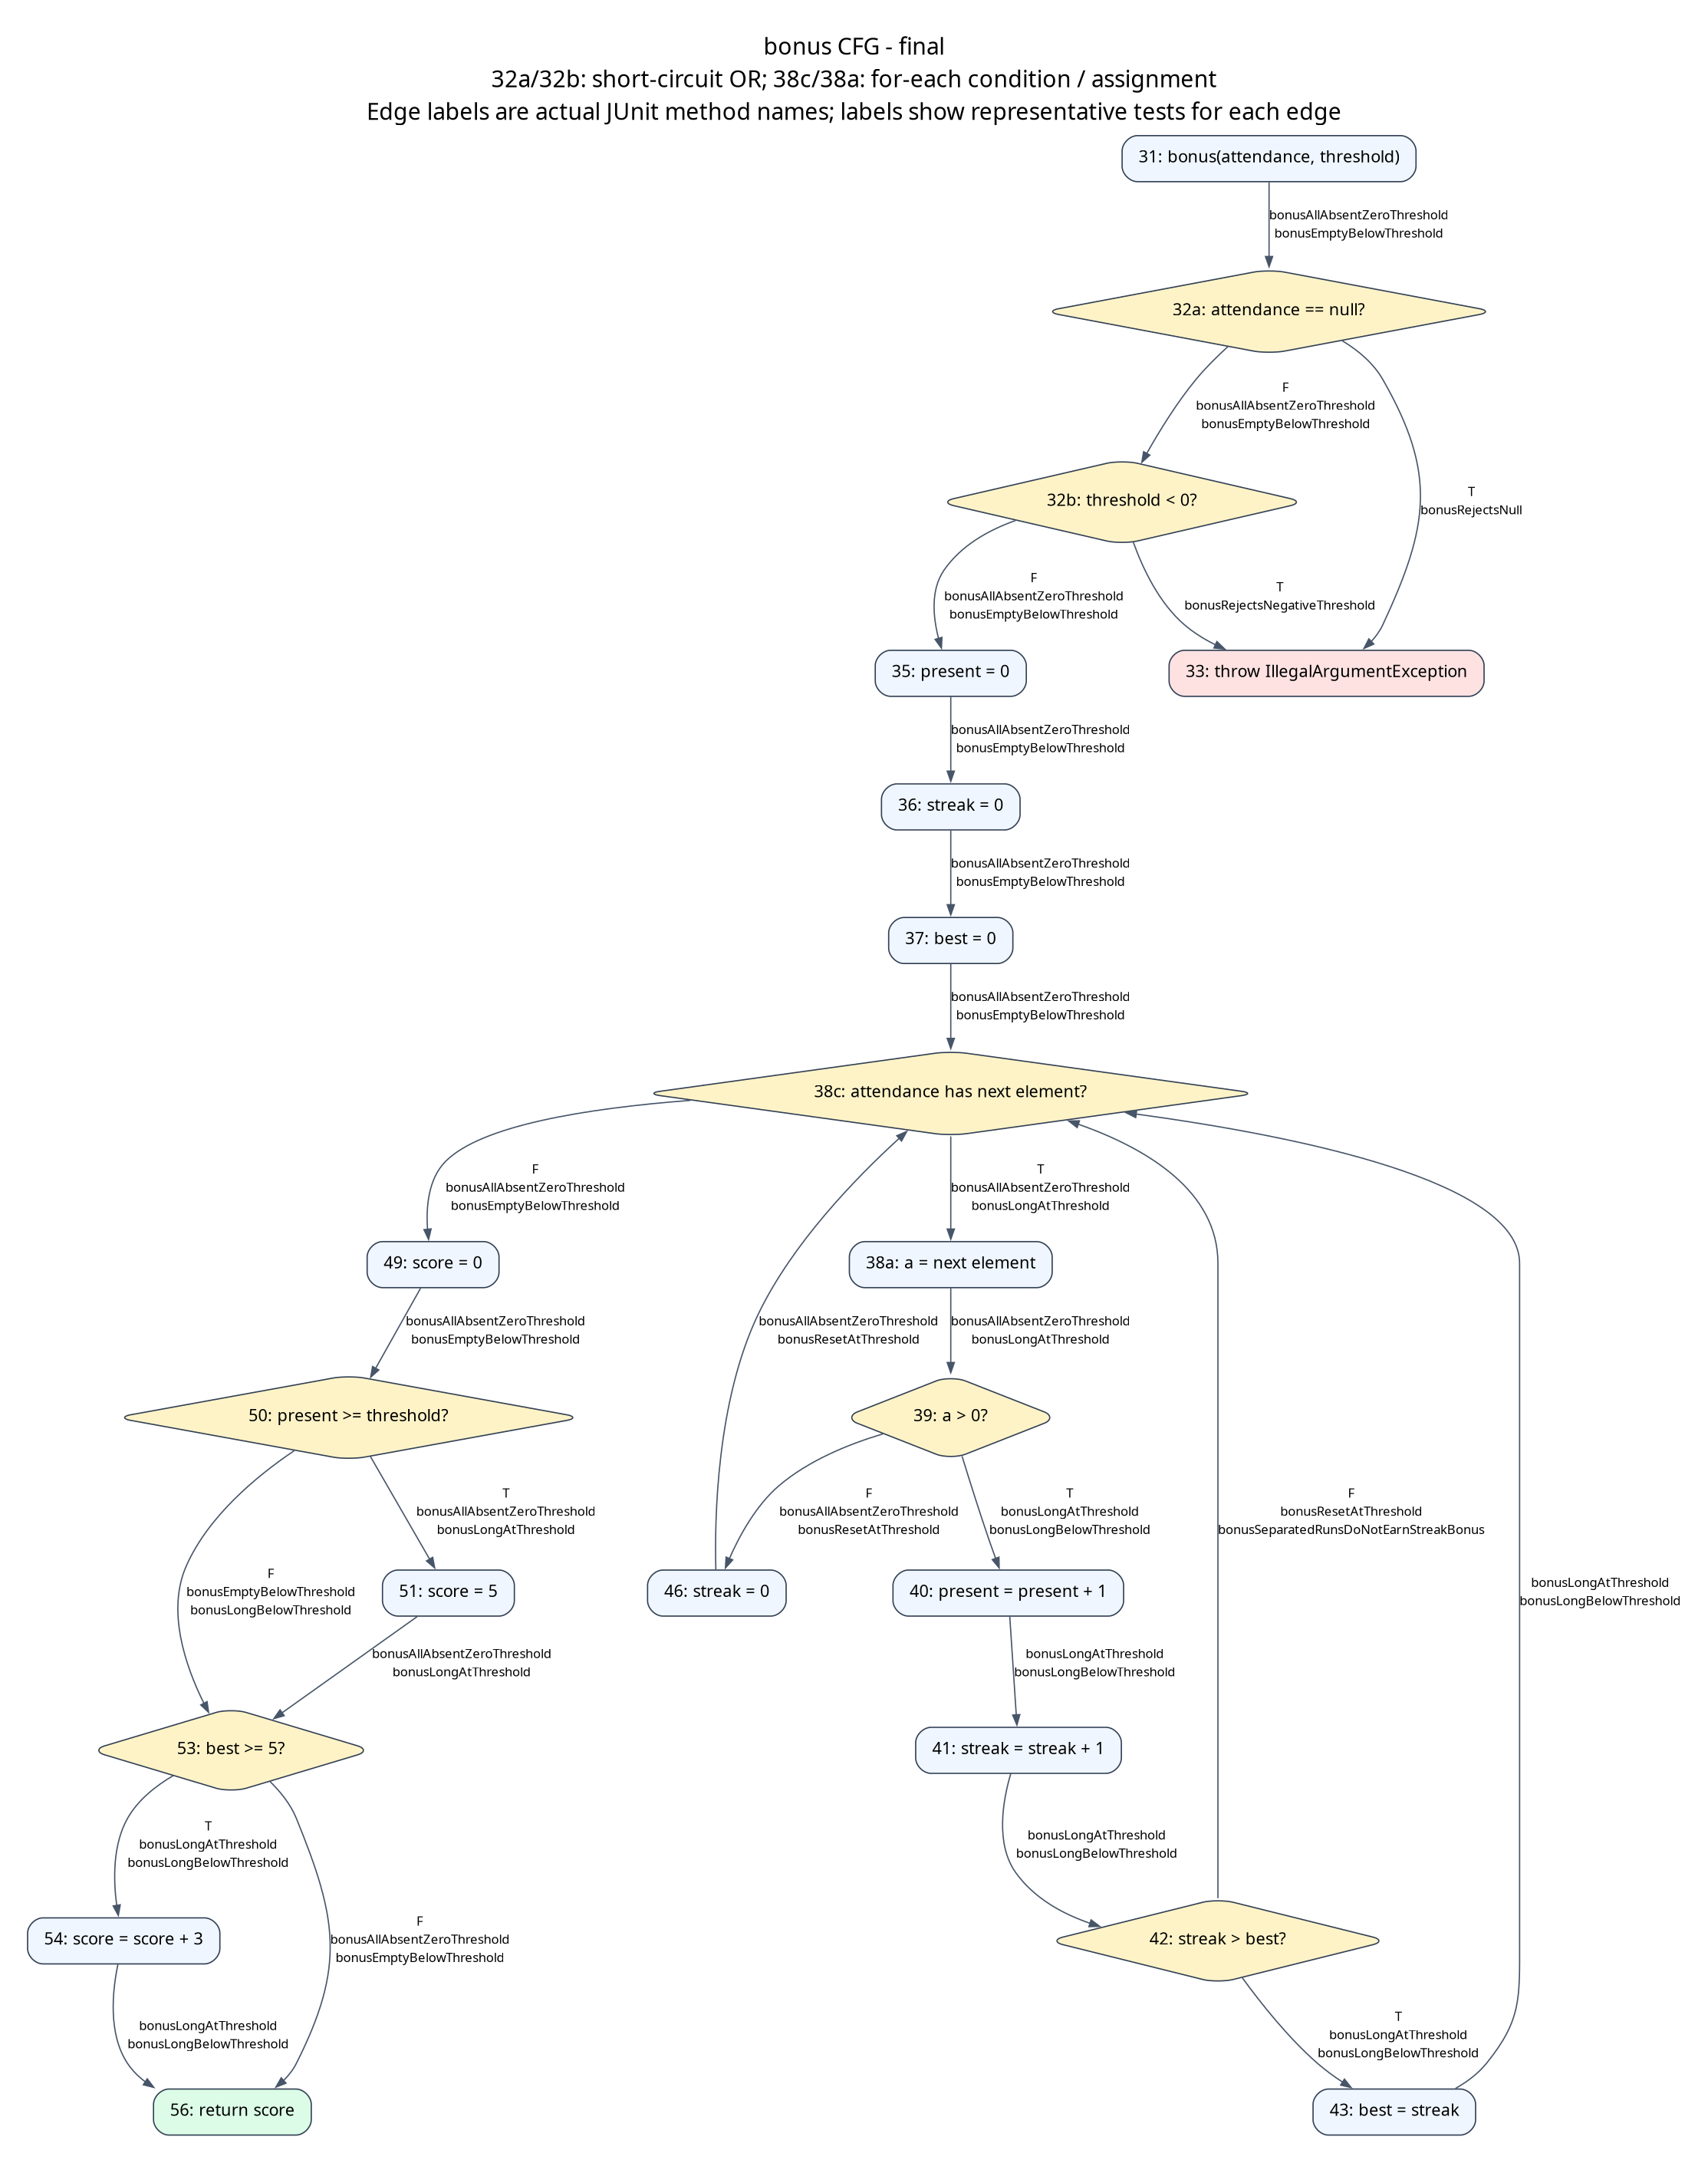 bonus CFG - final
32a/32b: short-circuit OR; 38c/38a: for-each condition / assignment
Edge labels are actual JUnit method names; labels show representative tests for each edge
31: bonus(attendance, threshold)
bonusAllAbsentZeroThreshold
bonusEmptyBelowThreshold
32a: attendance == null?
F
bonusAllAbsentZeroThreshold
bonusEmptyBelowThreshold
T
bonusRejectsNull
32b: threshold < 0?
F
bonusAllAbsentZeroThreshold
bonusEmptyBelowThreshold
T
bonusRejectsNegativeThreshold
35: present = 0
33: throw IllegalArgumentException
bonusAllAbsentZeroThreshold
bonusEmptyBelowThreshold
36: streak = 0
bonusAllAbsentZeroThreshold
bonusEmptyBelowThreshold
37: best = 0
bonusAllAbsentZeroThreshold
bonusEmptyBelowThreshold
38c: attendance has next element?
F
bonusAllAbsentZeroThreshold
bonusEmptyBelowThreshold
T
bonusAllAbsentZeroThreshold
bonusLongAtThreshold
49: score = 0
38a: a = next element
bonusAllAbsentZeroThreshold
bonusEmptyBelowThreshold
bonusAllAbsentZeroThreshold
bonusResetAtThreshold
bonusAllAbsentZeroThreshold
bonusLongAtThreshold
50: present >= threshold?
39: a > 0?
T
bonusAllAbsentZeroThreshold
bonusLongAtThreshold
F
bonusAllAbsentZeroThreshold
bonusResetAtThreshold
T
bonusLongAtThreshold
bonusLongBelowThreshold
F
bonusResetAtThreshold
bonusSeparatedRunsDoNotEarnStreakBonus
F
bonusEmptyBelowThreshold
bonusLongBelowThreshold
51: score = 5
46: streak = 0
40: present = present + 1
bonusLongAtThreshold
bonusLongBelowThreshold
bonusAllAbsentZeroThreshold
bonusLongAtThreshold
bonusLongAtThreshold
bonusLongBelowThreshold
53: best >= 5?
41: streak = streak + 1
T
bonusLongAtThreshold
bonusLongBelowThreshold
bonusLongAtThreshold
bonusLongBelowThreshold
F
bonusAllAbsentZeroThreshold
bonusEmptyBelowThreshold
54: score = score + 3
42: streak > best?
bonusLongAtThreshold
bonusLongBelowThreshold
T
bonusLongAtThreshold
bonusLongBelowThreshold
56: return score
43: best = streak